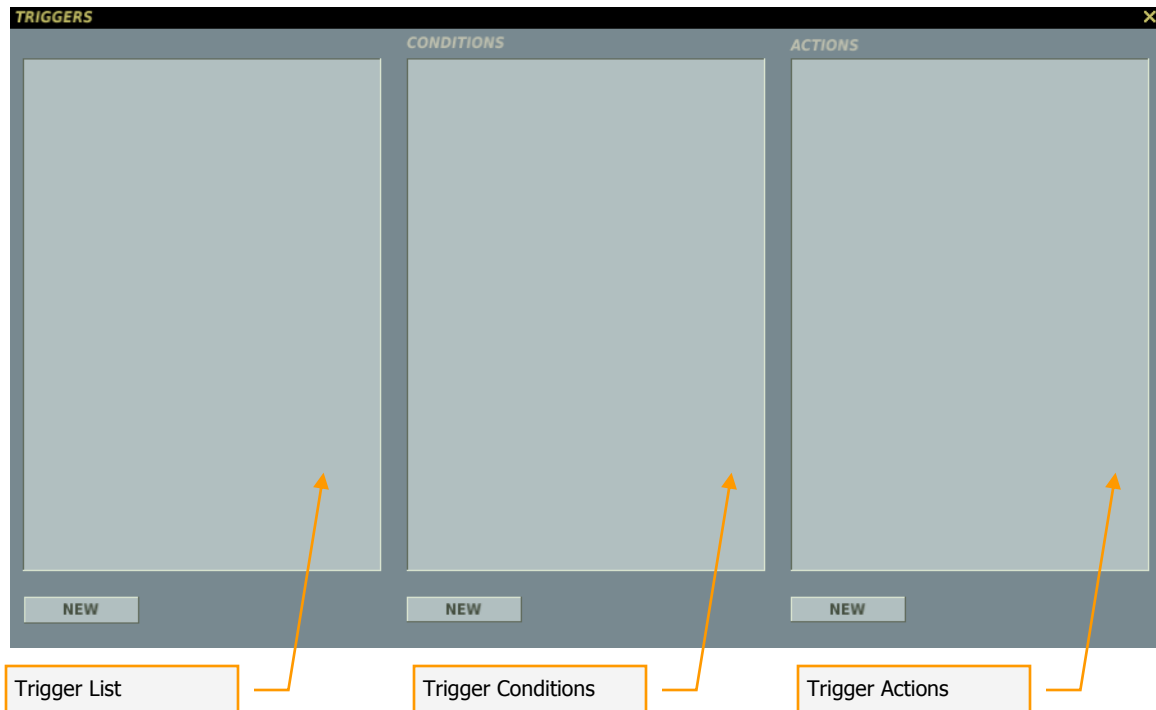 TRIGGERS
CONDITIONS
ACTIONS
NEW
NEW
NEW
Trigger List
Trigger Conditions
Trigger Actions